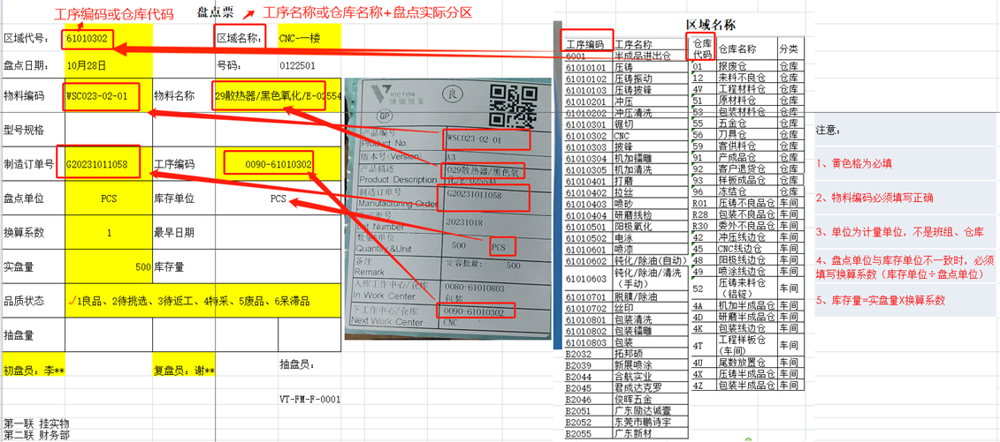 工序编码或仓库代码
盘点票
工序名称或仓库名称+盘点实际分区
区域代号: 61010302 区域名称: CNC-一楼
盘点日期: 10月28日 号码: 0122501
物料编码 WSC023-02-01 物料名称 29散热器/黑色氧化/E-02554
型号规格
制造订单号 G20231011058 工序编码 0090-61010302
盘点单位 PCS 库存单位 PCS
换算系数 1 最早日期
实盘量 500 库存量
品质状态 √1良品、2待挑选、3待返工、4特采、5废品、6呆滞品
抽盘量
初盘员: 李** 复盘员: 谢** 抽盘员:
VT-FM-F-0001
第一联 挂实物
第二联 财务部
VICTOR
良
GP
产品编号
Product No. WSC023-02-01
版本号(Version) A3
产品描述
Product Description 029散热器/黑色氧化/E-02554A
制造订单号
Manufacturing Order G20231011058
Lot Number 20231018
数量&单位
Quantity&Unit 500 PCS
备注
Remark 定容批量: 500
入库工作中心/仓库
In Work Center 0080-61010803
包装
下工作中心/仓库
Next Work Center 0090-61010302
CNC
区域名称
工序编码 工序名称
6001 半成品进出仓
61010101 压铸
61010102 压铸振动
61010103 压铸披锋
61010201 冲压
61010202 冲压清洗
61010301 锯切
61010302 CNC
61010303 披锋
61010304 机加镭雕
61010305 机加清洗
61010401 打磨
61010402 拉丝
61010403 喷砂
61010404 研磨线检
61010501 阳极氧化
61010502 电泳
61010601 喷漆
61010602 钝化/除油(自动)
61010603 钝化/除油/清洗(手动)
61010701 脱膜/除油
61010702 丝印
61010801 包装清洗
61010802 包装镭雕
61010803 包装
B2032 拓邦硕
B2039 新展喷涂
B2044 合航实业
B2045 君成达克罗
B2046 俊晖五金
B2051 广东励达诚壹
B2052 东莞市鹏诗宇
B2055 广东新材
仓库代码 仓库名称 分类
01 报废仓 仓库
12 来料不良仓 仓库
4V 工程材料仓 仓库
51 原材料仓 仓库
53 包装材料仓 仓库
55 五金仓 仓库
56 刀具仓 仓库
59 客供料仓 仓库
91 产成品仓 仓库
92 客户退货仓 仓库
93 样板成品仓 仓库
96 冻结仓 仓库
R01 压铸不良品仓 车间
R28 包装不良品仓 车间
R30 委外不良品仓 车间
42 冲压线边仓 车间
45 CNC线边仓 车间
48 阳极线边仓 车间
49 喷涂线边仓 车间
52 压铸来料仓(铝锭) 车间
4A 机加半成品仓 车间
4D 研磨半成品仓 车间
4K 包装线边仓 车间
4T 工程样板仓(车间) 车间
4U 尾数放置仓 车间
4X 压铸半成品仓 车间
4Z 包装半成品仓 车间
注意:
1、黄色格为必填
2、物料编码必须填写正确
3、单位为计量单位，不是班组、仓库
4、盘点单位与库存单位不一致时，必须
填写换算系数（库存单位÷盘点单位）
5、库存量=实盘量X换算系数